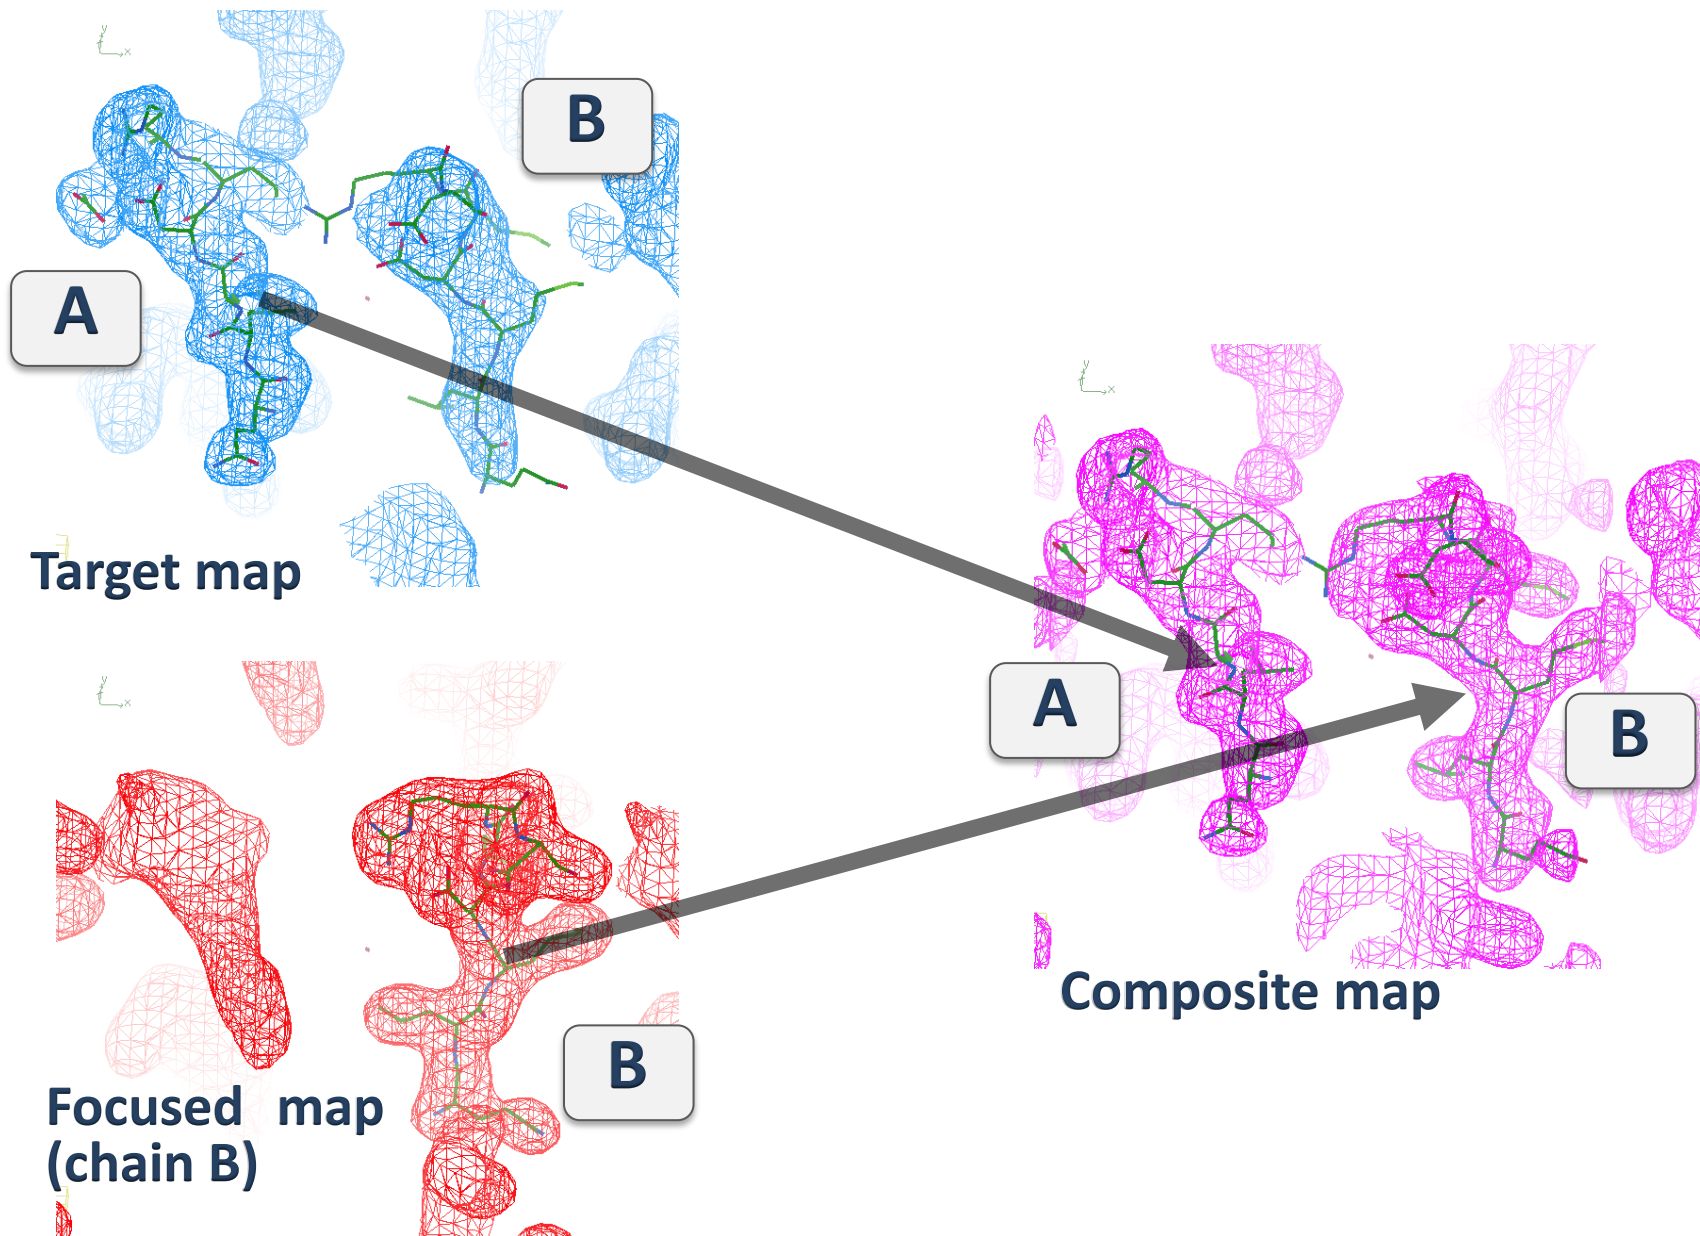 B
A
Target map
A
B
Composite map
B
Focused map
(chain B)
y
x
y
x
y
x